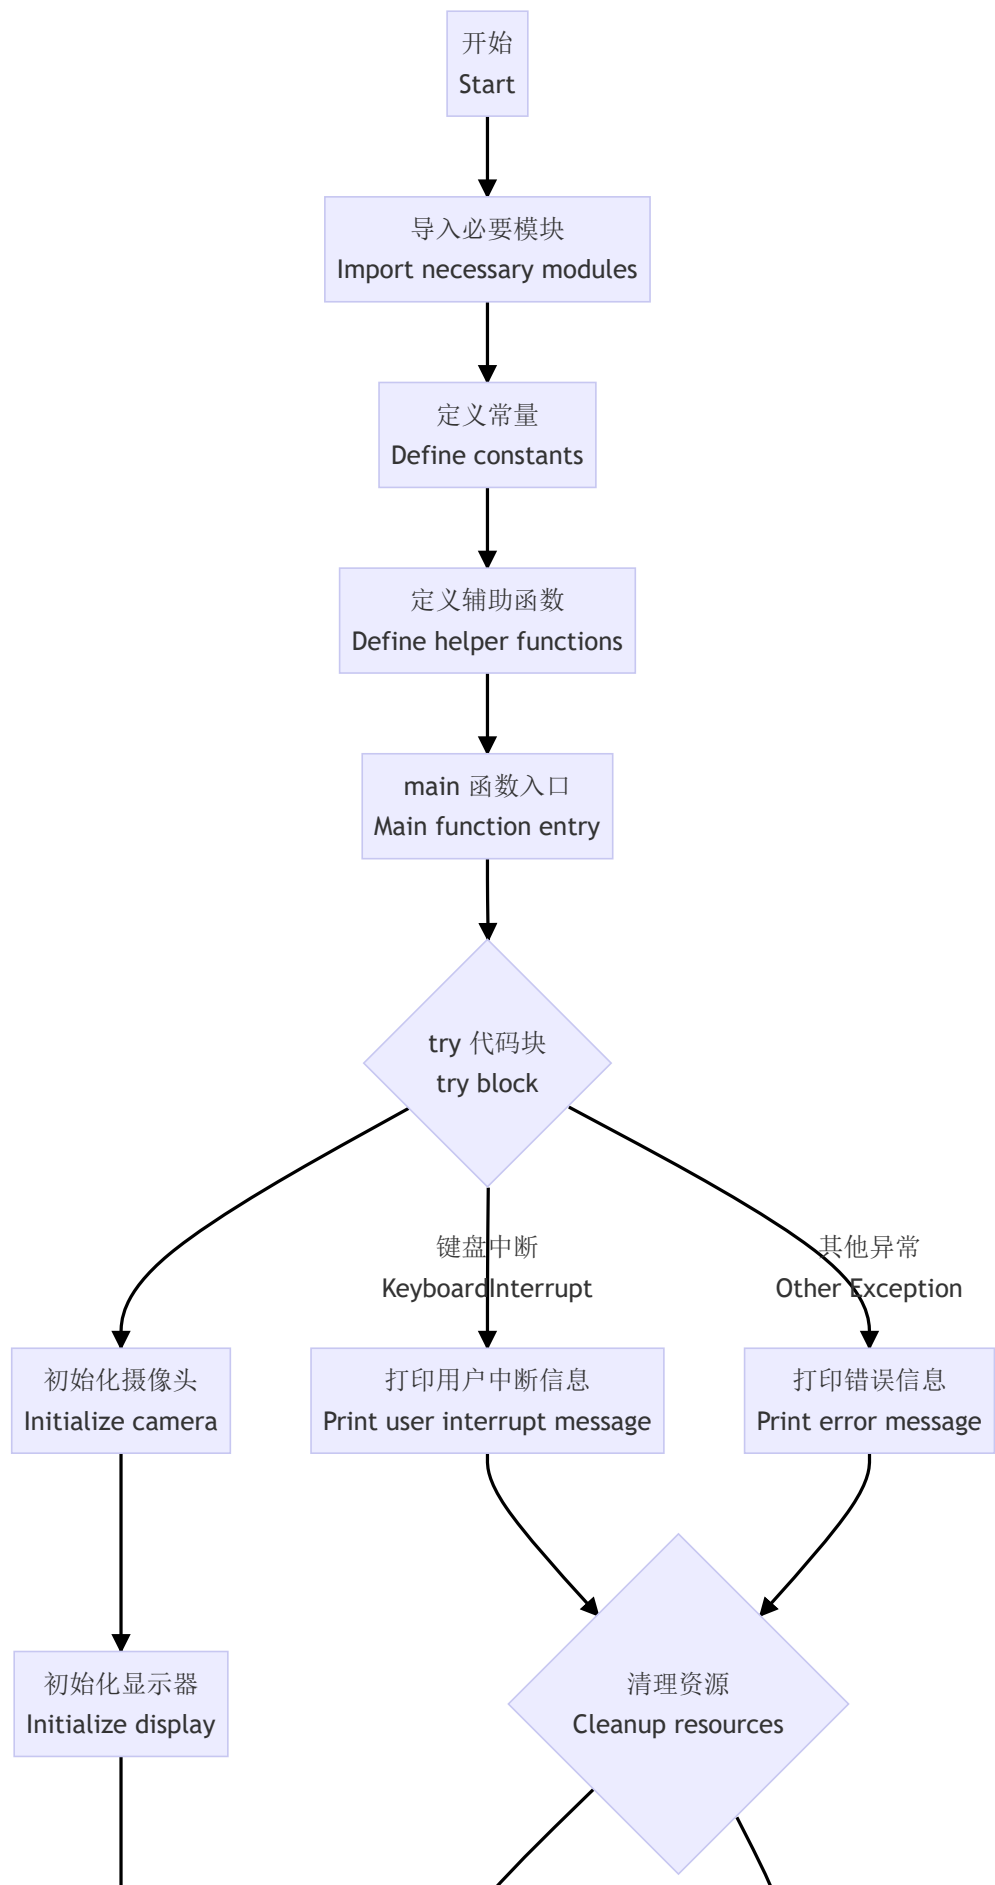 开始
Start
导入必要模块
Import necessary modules
定义常量
Define constants
定义辅助函数
Define helper functions
main 函数入口
Main function entry
try 代码块
try block
键盘中断
KeyboardInterrupt
其他异常
Other Exception
初始化摄像头
Initialize camera
打印用户中断信息
Print user interrupt message
打印错误信息
Print error message
初始化显示器
Initialize display
清理资源
Cleanup resources